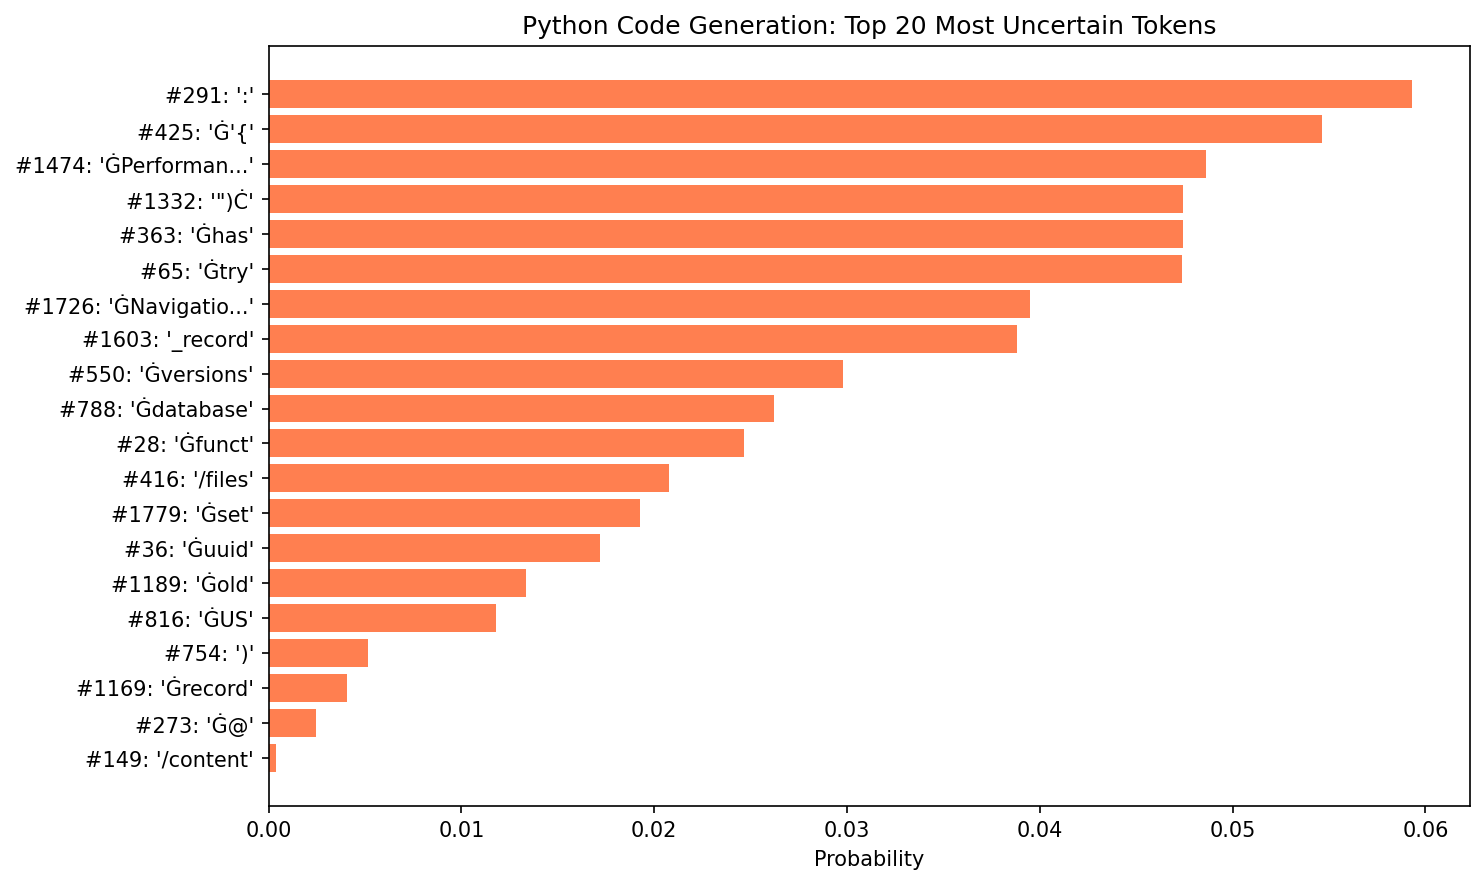 Python Code Generation: Top 20 Most Uncertain Tokens
#291: ':'
#425: 'Ġ'{'
#1474: 'ĠPerforman...'
#1332: '")Ċ'
#363: 'Ġhas'
#65: 'Ġtry'
#1726: 'ĠNavigatio...'
#1603: '_record'
#550: 'Ġversions'
#788: 'Ġdatabase'
#28: 'Ġfunct'
#416: '/files'
#1779: 'Ġset'
#36: 'Ġuuid'
#1189: 'Ġold'
#816: 'ĠUS'
#754: ')'
#1169: 'Ġrecord'
#273: 'Ġ@'
#149: '/content'
0.00 0.01 0.02 0.03 0.04 0.05 0.06
Probability